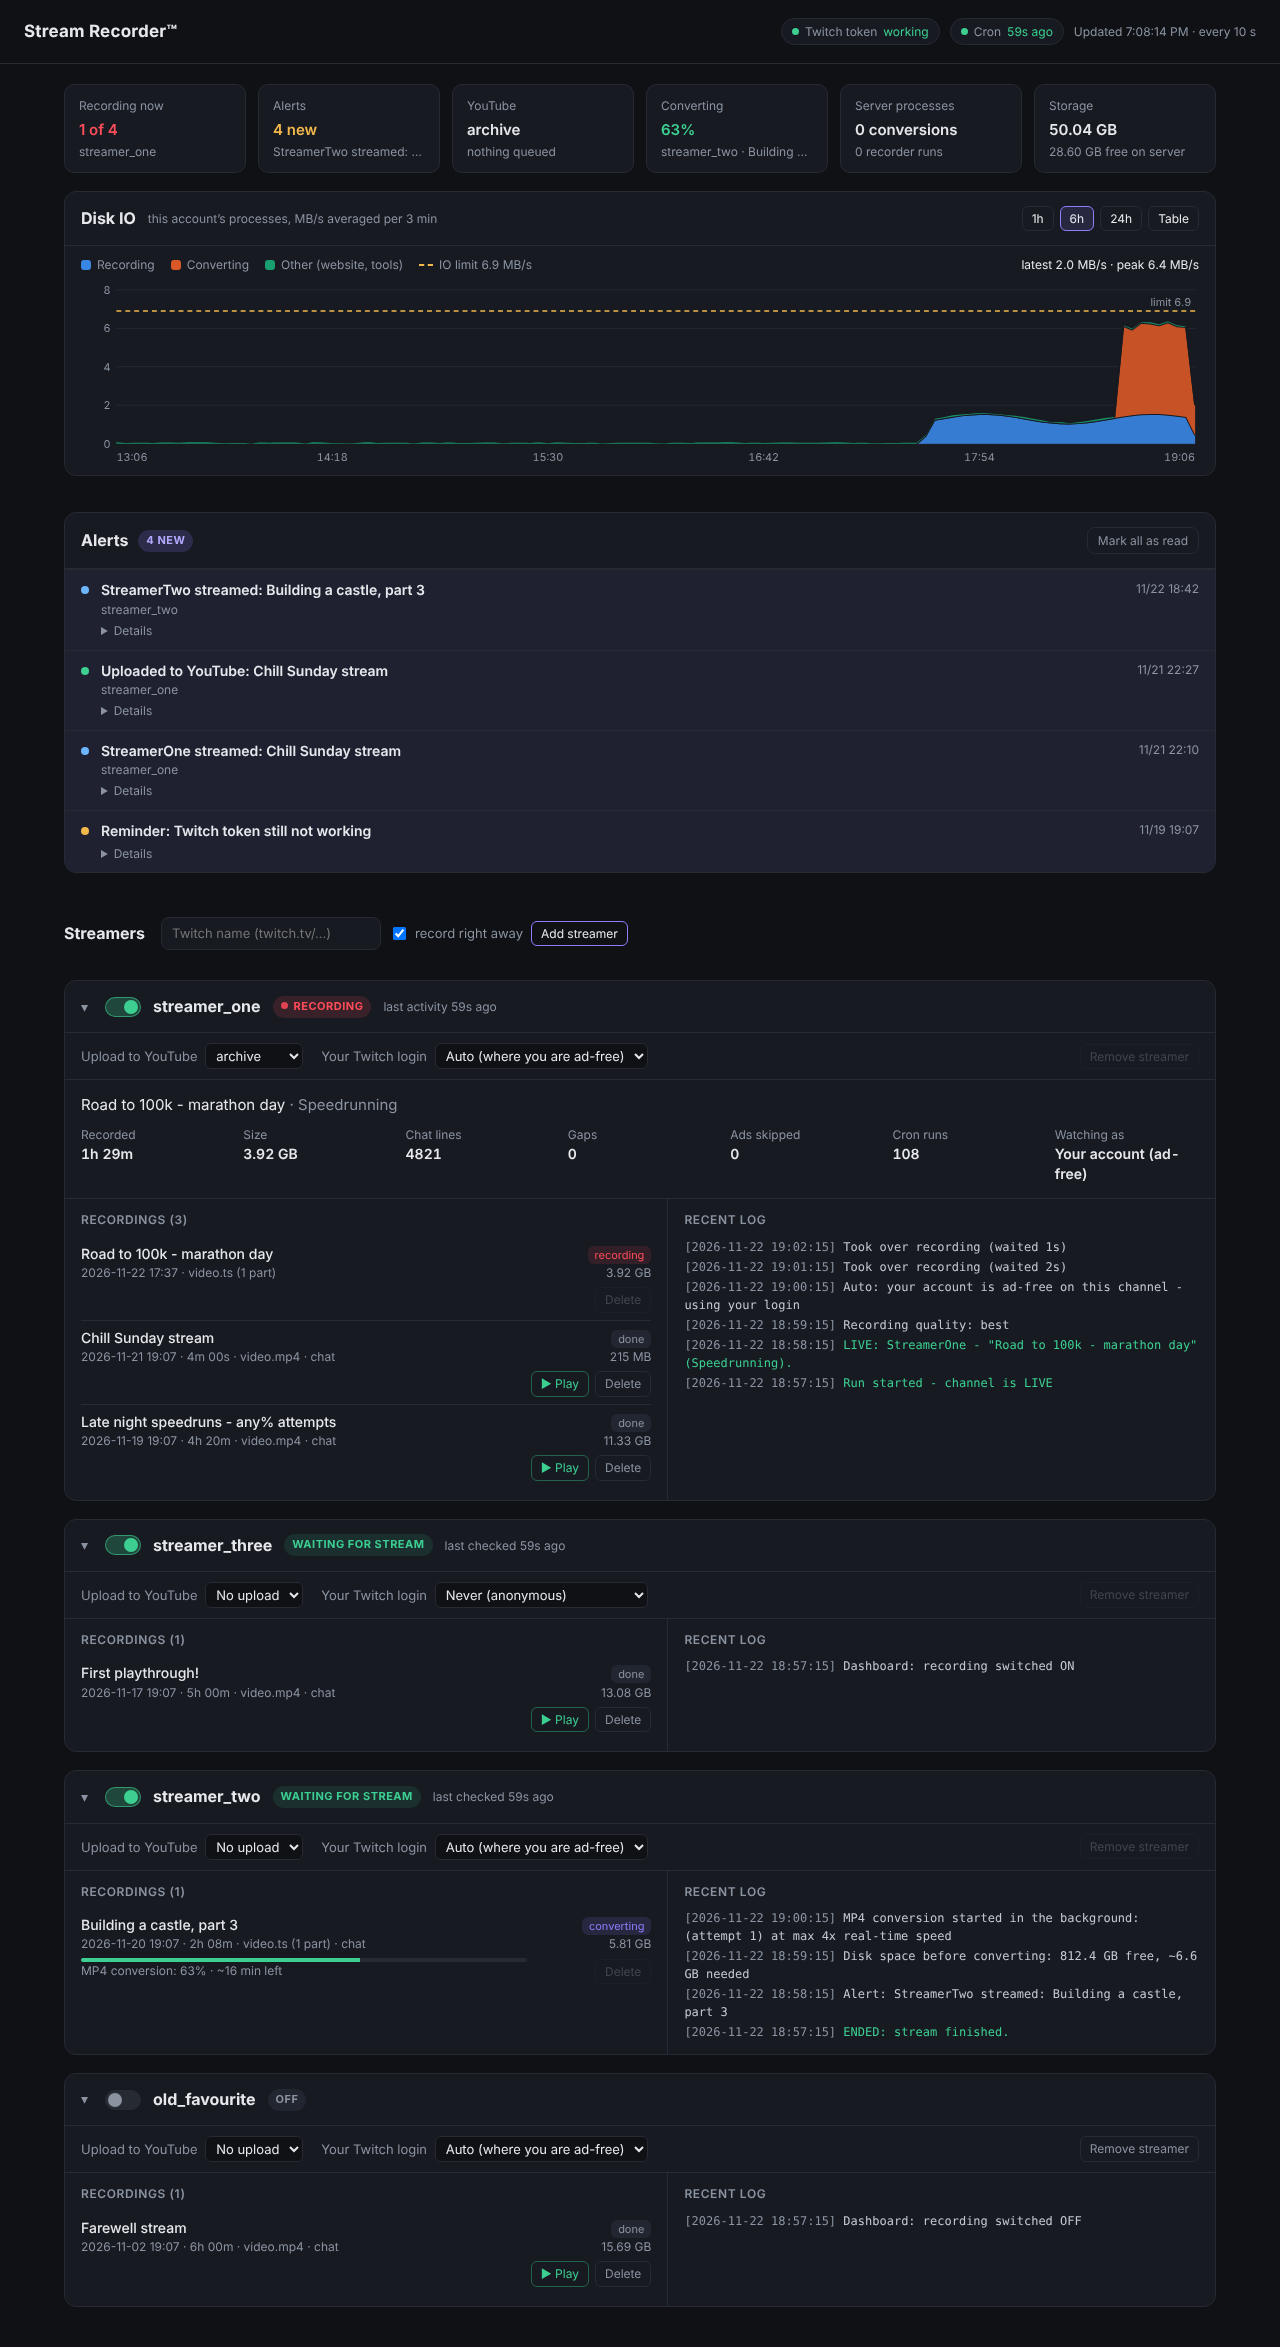 Stream Recorder™
Twitch token working
Cron 59s ago
Updated 7:08:14 PM · every 10 s
Recording now
1 of 4
streamer_one
Alerts
4 new
StreamerTwo streamed: ...
YouTube
archive
nothing queued
Converting
63%
streamer_two · Building ...
Server processes
0 conversions
0 recorder runs
Storage
50.04 GB
28.60 GB free on server
Disk IO this account's processes, MB/s averaged per 3 min
1h 6h 24h Table
Recording Converting Other (website, tools) IO limit 6.9 MB/s
latest 2.0 MB/s · peak 6.4 MB/s
8
limit 6.9
6
4
2
0
13:06 14:18 15:30 16:42 17:54 19:06
Alerts 4 NEW
Mark all as read
StreamerTwo streamed: Building a castle, part 3
11/22 18:42
streamer_two
▶ Details
Uploaded to YouTube: Chill Sunday stream
11/21 22:27
streamer_one
▶ Details
StreamerOne streamed: Chill Sunday stream
11/21 22:10
streamer_one
▶ Details
Reminder: Twitch token still not working
11/19 19:07
▶ Details
Streamers
Twitch name (twitch.tv/...)
record right away
Add streamer
▼ streamer_one RECORDING last activity 59s ago
Upload to YouTube archive Your Twitch login Auto (where you are ad-free)
Remove streamer
Road to 100k - marathon day · Speedrunning
Recorded
1h 29m
Size
3.92 GB
Chat lines
4821
Gaps
0
Ads skipped
0
Cron runs
108
Watching as
Your account (ad-
free)
RECORDINGS (3)
Road to 100k - marathon day
recording
2026-11-22 17:37 · video.ts (1 part)
3.92 GB
Delete
Chill Sunday stream
done
2026-11-21 19:07 · 4m 00s · video.mp4 · chat
215 MB
▶ Play Delete
Late night speedruns - any% attempts
done
2026-11-19 19:07 · 4h 20m · video.mp4 · chat
11.33 GB
▶ Play Delete
RECENT LOG
[2026-11-22 19:02:15] Took over recording (waited 1s)
[2026-11-22 19:01:15] Took over recording (waited 2s)
[2026-11-22 19:00:15] Auto: your account is ad-free on this channel -
using your login
[2026-11-22 18:59:15] Recording quality: best
[2026-11-22 18:58:15] LIVE: StreamerOne - "Road to 100k - marathon day"
(Speedrunning).
[2026-11-22 18:57:15] Run started - channel is LIVE
▼ streamer_three WAITING FOR STREAM last checked 59s ago
Upload to YouTube No upload Your Twitch login Never (anonymous)
Remove streamer
RECORDINGS (1)
First playthrough!
done
2026-11-17 19:07 · 5h 00m · video.mp4 · chat
13.08 GB
▶ Play Delete
RECENT LOG
[2026-11-22 18:57:15] Dashboard: recording switched ON
▼ streamer_two WAITING FOR STREAM last checked 59s ago
Upload to YouTube No upload Your Twitch login Auto (where you are ad-free)
Remove streamer
RECORDINGS (1)
Building a castle, part 3
converting
2026-11-20 19:07 · 2h 08m · video.ts (1 part) · chat
5.81 GB
MP4 conversion: 63% · ~16 min left
Delete
RECENT LOG
[2026-11-22 19:00:15] MP4 conversion started in the background:
(attempt 1) at max 4x real-time speed
[2026-11-22 18:59:15] Disk space before converting: 812.4 GB free, ~6.6
GB needed
[2026-11-22 18:58:15] Alert: StreamerTwo streamed: Building a castle,
part 3
[2026-11-22 18:57:15] ENDED: stream finished.
▼ old_favourite OFF
Upload to YouTube No upload Your Twitch login Auto (where you are ad-free)
Remove streamer
RECORDINGS (1)
Farewell stream
done
2026-11-02 19:07 · 6h 00m · video.mp4 · chat
15.69 GB
▶ Play Delete
RECENT LOG
[2026-11-22 18:57:15] Dashboard: recording switched OFF